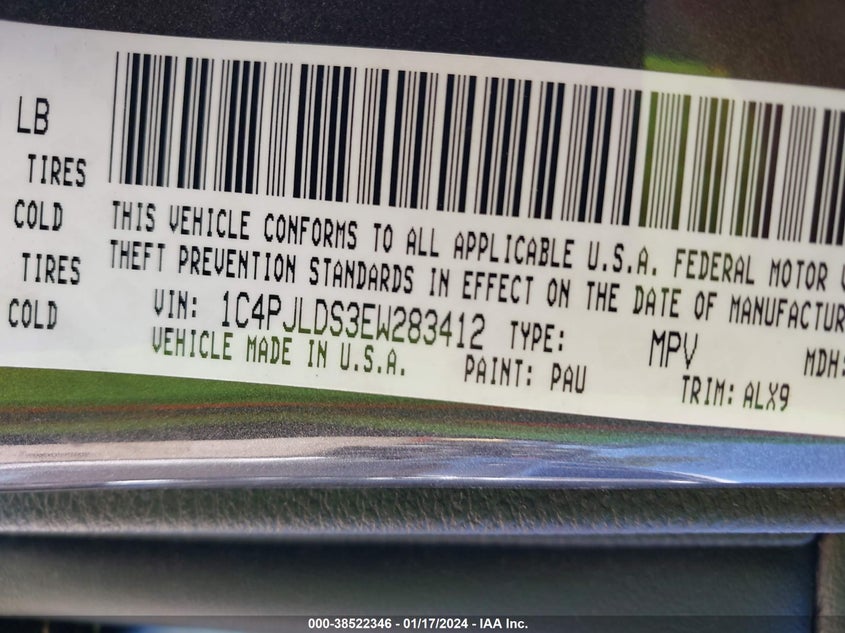 LB
TIRES
COLD
TIRES
COLD
THIS VEHICLE CONFORMS TO ALL APPLICABLE U.S.A. FEDERAL MOTOR
THEFT PREVENTION STANDARDS IN EFFECT ON THE DATE OF MANUFACTUR
VIN: 1C4PJLDS3EW283412 TYPE: MPV MDH:
VEHICLE MADE IN U.S.A. PAINT: PAU TRIM: ALX9
000-38522346 - 01/17/2024 - IAA Inc.